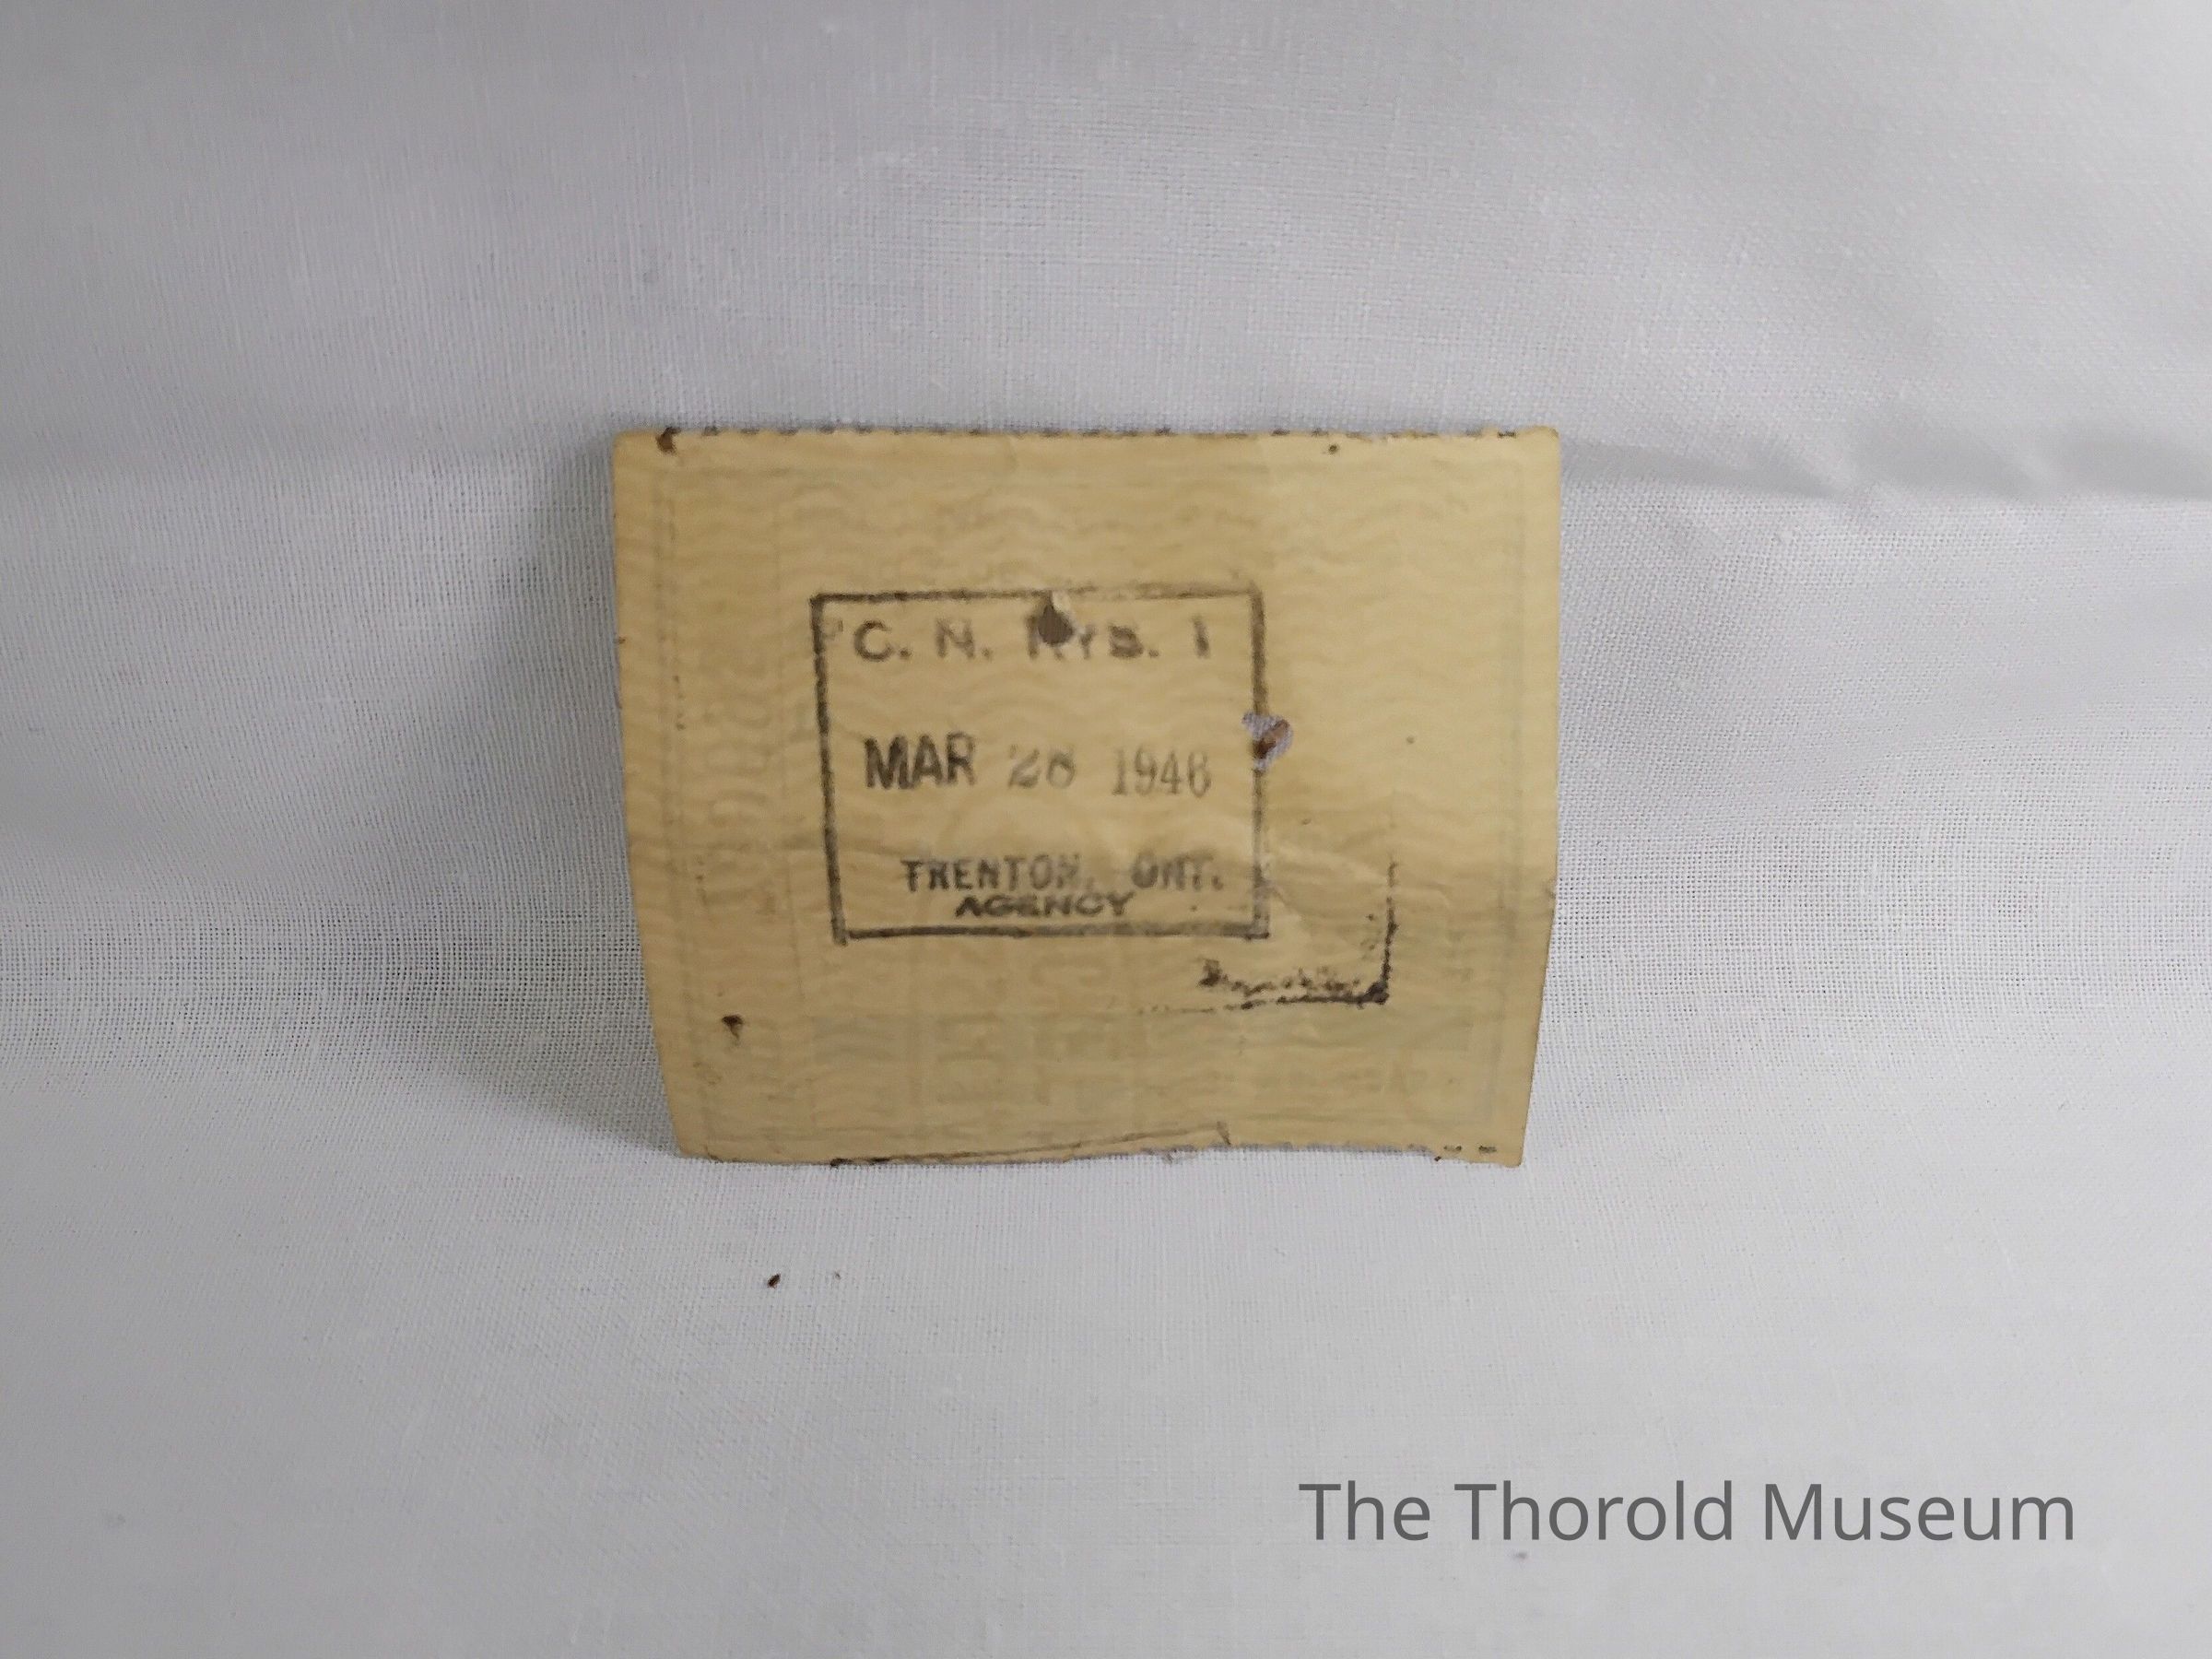 C. N. RYS. 1
MAR 28 1946
TRENTON, ONT.
AGENCY
The Thorold Museum